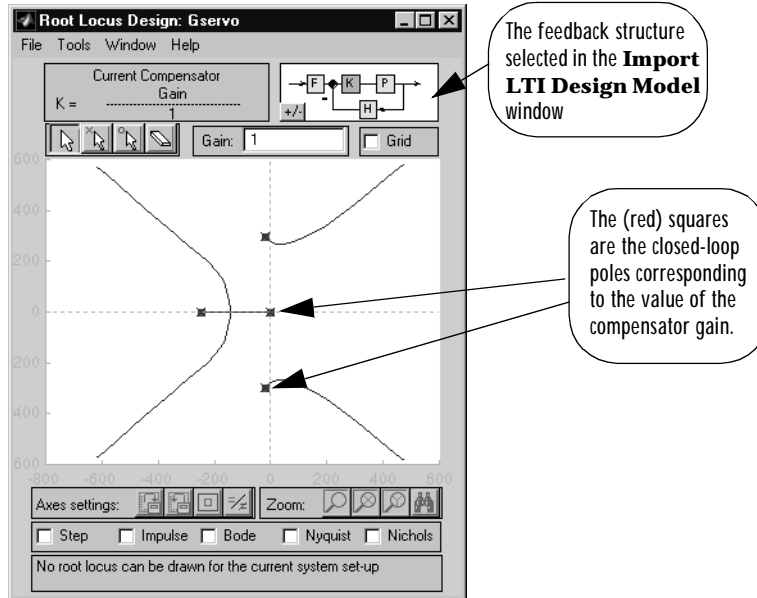 Root Locus Design: Gservo
File Tools Window Help
Current Compensator
K =
Gain
1
F
K
P
H
-
+/-
Gain: 1
Grid
600
400
200
0
200
400
600
-800 -600 -400 -200 0 200 400 600
Axes settings:
Zoom:
Step Impulse Bode Nyquist Nichols
No root locus can be drawn for the current system set-up
The feedback structure
selected in the Import
LTI Design Model
window
The (red) squares
are the closed-loop
poles corresponding
to the value of the
compensator gain.